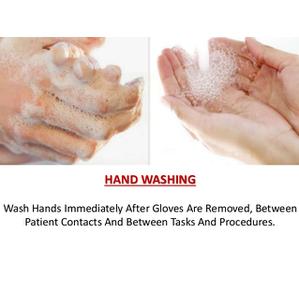 HAND WASHING
Wash Hands Immediately After Gloves Are Removed, Between
Patient Contacts And Between Tasks And Procedures.